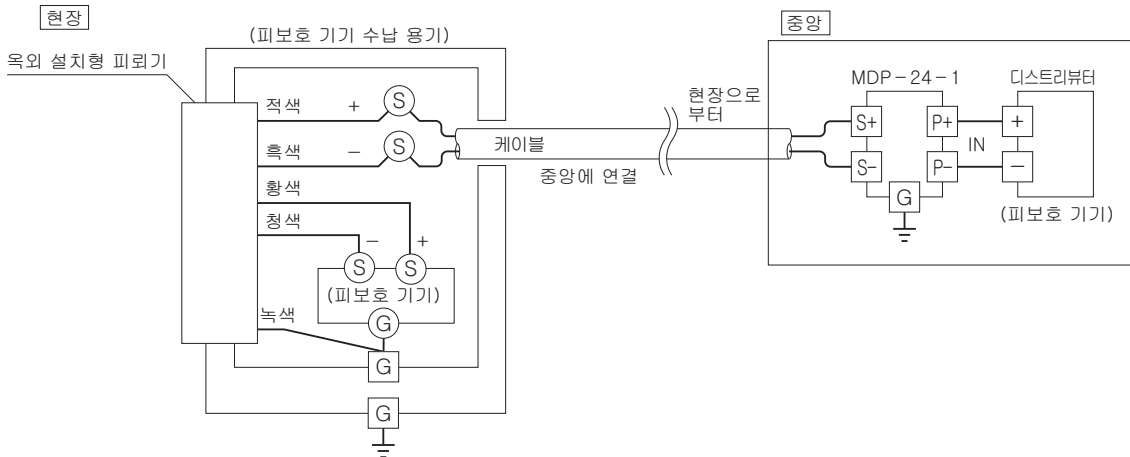 현장
(피보호 기기 수납 용기)
옥외 설치형 피뢰기
적색 + S
흑색 − S
황색
청색
− +
S S
(피보호 기기)
G
녹색
G
G
케이블
중앙에 연결
현장으로
부터
중앙
MDP−24−1 디스트리뷰터
S+ P+ +
IN
S− P− −
G
(피보호 기기)